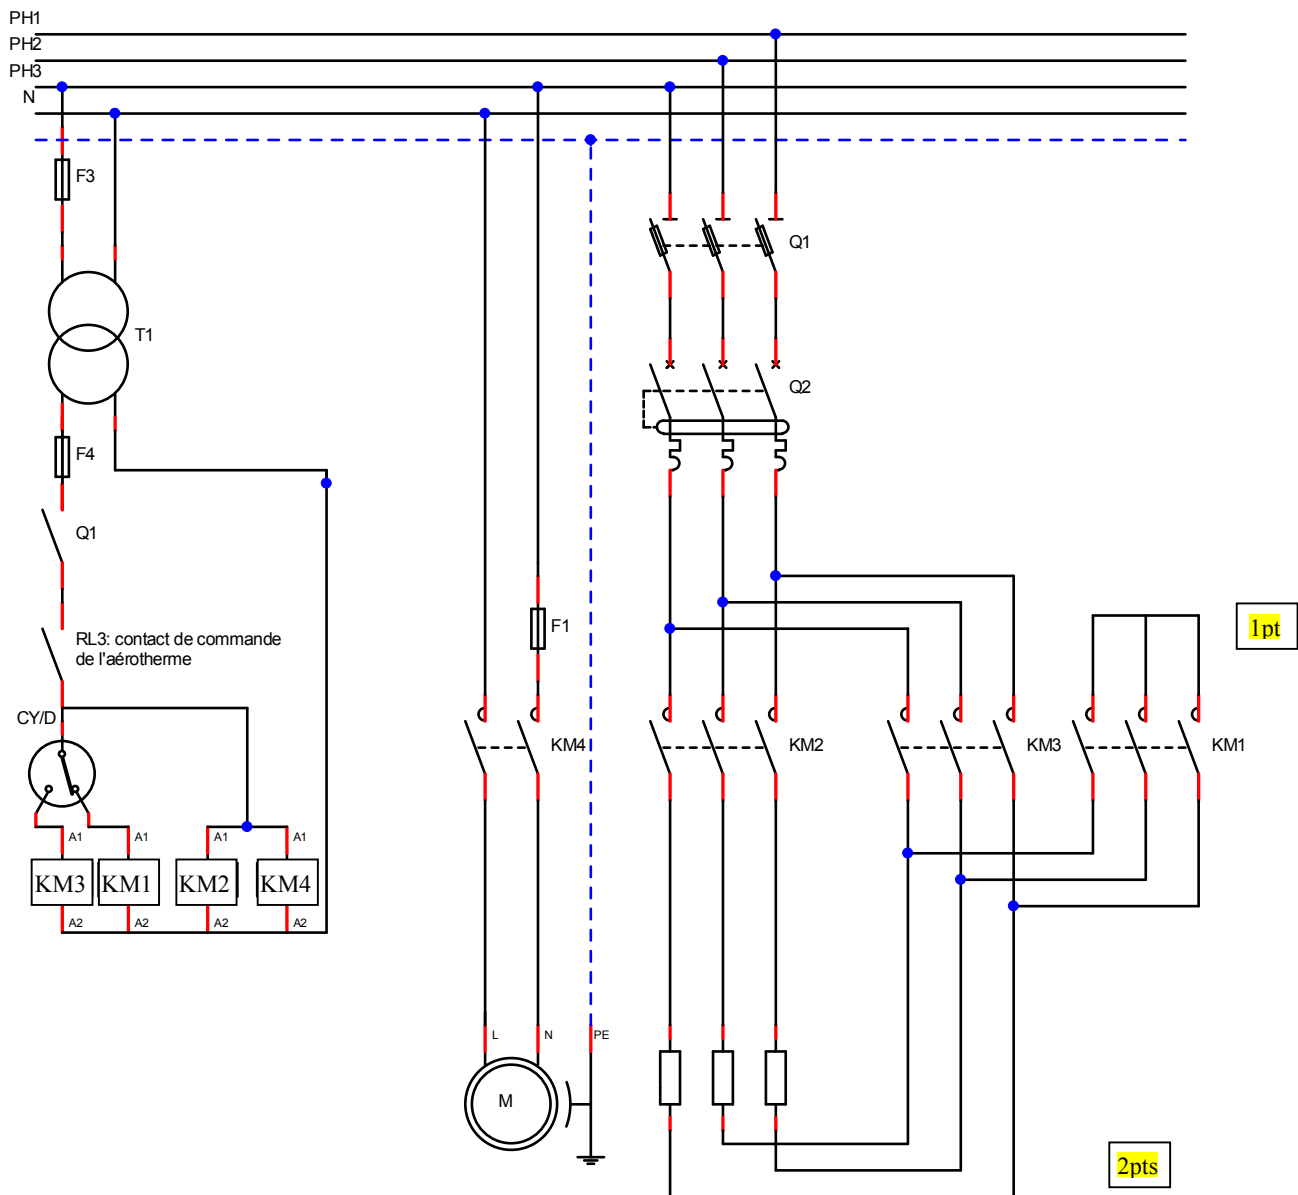 PH1
PH2
PH3
N
F3
Q1
T1
Q2
F4
Q1
F1
1pt
RL3: contact de commande
de l'aérotherme
CY/D
KM4
KM2
KM3
KM1
A1
A1
A1
A1
KM3
KM1
KM2
KM4
A2
A2
A2
A2
L
N
PE
M
2pts